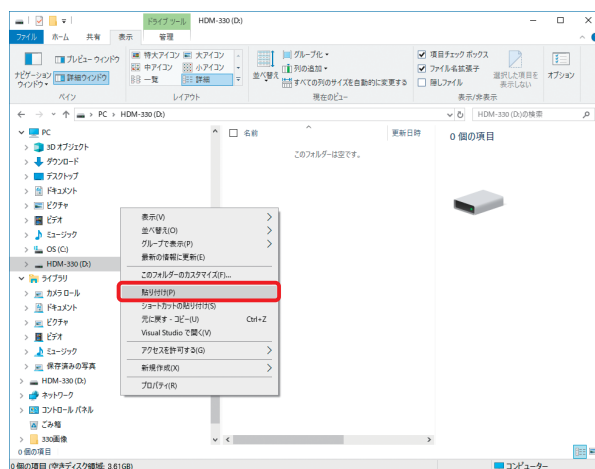 ドライブ ツール HDM-330 (D:)
ファイル ホーム 共有 表示 管理
プレビュー ウィンドウ
詳細ウィンドウ
ナビゲーション ウィンドウ▾
ペイン
特大アイコン 大アイコン
中アイコン 小アイコン
一覧 詳細
レイアウト
並べ替え
グループ化▾
列の追加▾
すべての列のサイズを自動的に変更する
現在のビュー
項目チェック ボックス
ファイル名拡張子
隠しファイル
選択した項目を
表示しない
表示/非表示
オプション
PC > HDM-330 (D:)
HDM-330 (D:)の検索
PC
3D オブジェクト
ダウンロード
デスクトップ
ドキュメント
ピクチャ
ビデオ
ミュージック
OS (C:)
HDM-330 (D:)
ライブラリ
カメラ ロール
ドキュメント
ピクチャ
ビデオ
ミュージック
保存済みの写真
HDM-330 (D:)
ネットワーク
コントロール パネル
ごみ箱
330画像
名前 更新日時
このフォルダーは空です。
0 個の項目
表示(V)
並べ替え(O)
グループで表示(P)
最新の情報に更新(E)
このフォルダーのカスタマイズ(F)...
貼り付け(P)
ショートカットの貼り付け(S)
元に戻す - コピー(U) Ctrl+Z
Visual Studio で開く(V)
アクセスを許可する(G)
新規作成(X)
プロパティ(R)
0 個の項目
0 個の項目 (空きディスク領域: 3.61GB)
コンピューター